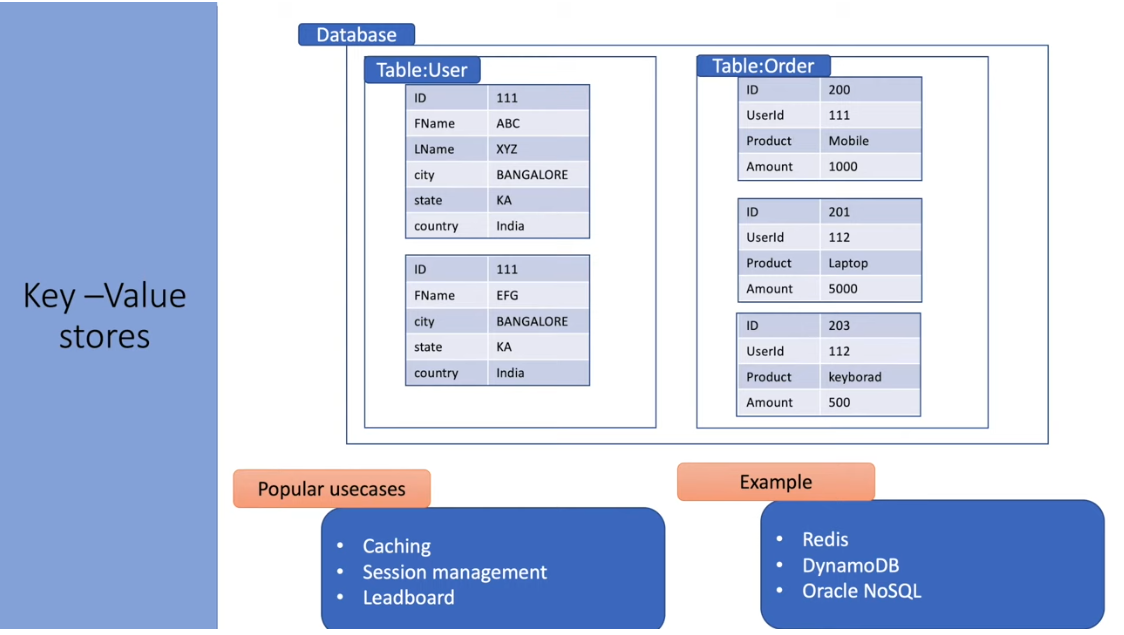 Key –Value
stores
Database
Table:User
ID 111
FName ABC
LName XYZ
city BANGALORE
state KA
country India
ID 111
FName EFG
city BANGALORE
state KA
country India
Table:Order
ID 200
UserId 111
Product Mobile
Amount 1000
ID 201
UserId 112
Product Laptop
Amount 5000
ID 203
UserId 112
Product keyborad
Amount 500
Popular usecases
• Caching
• Session management
• Leadboard
Example
• Redis
• DynamoDB
• Oracle NoSQL